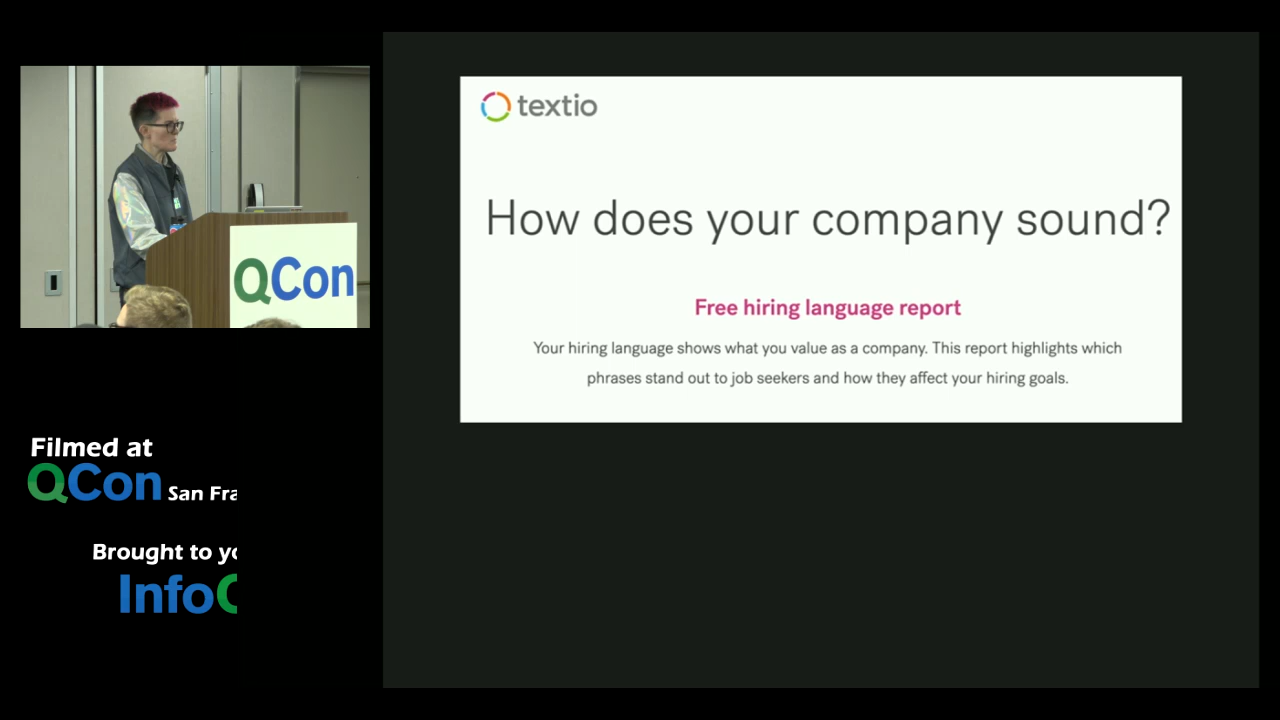 textio
How does your company sound?
Free hiring language report
Your hiring language shows what you value as a company. This report highlights which
phrases stand out to job seekers and how they affect your hiring goals.
QCon
Filmed at
QCon San Fra
Brought to yo
InfoQ